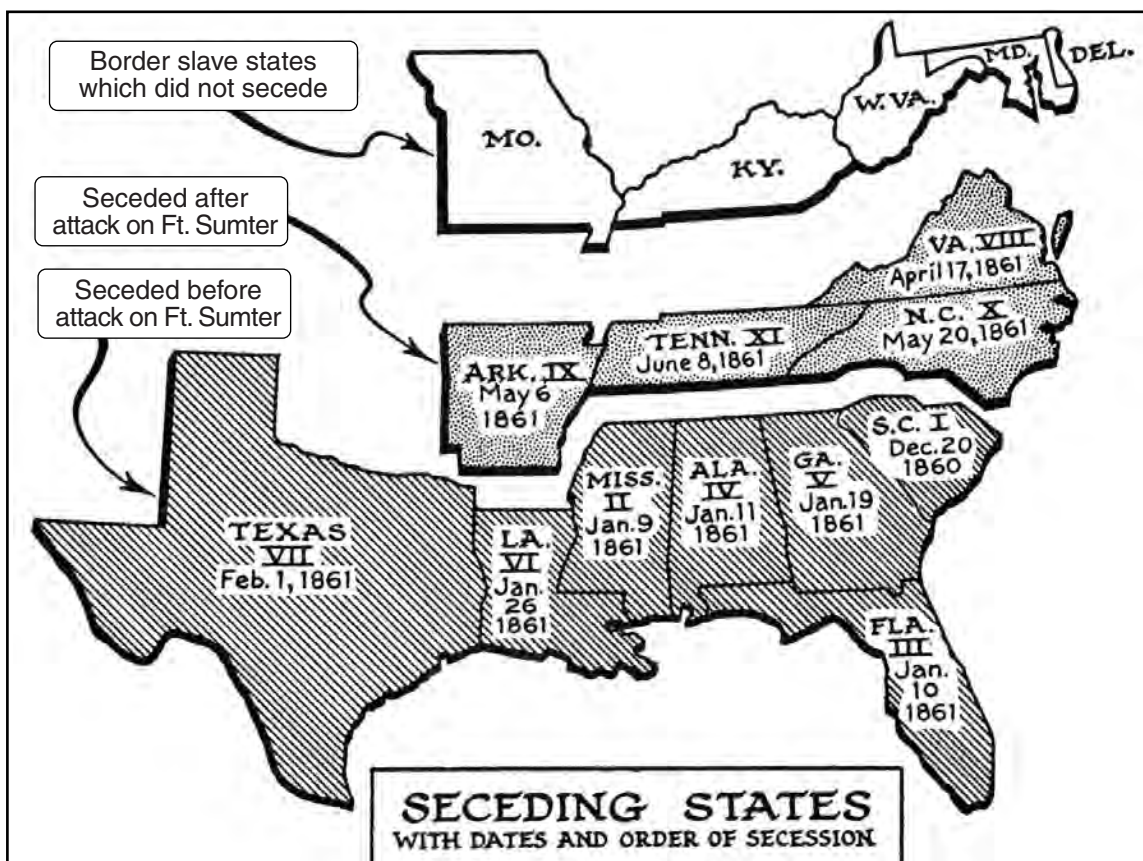 Border slave states
which did not secede
Seceded after
attack on Ft. Sumter
Seceded before
attack on Ft. Sumter
MO.
KY.
W.VA.
MD.
DEL.
VA. VIII
April 17, 1861
N.C. X
May 20, 1861
TENN. XI
June 8, 1861
ARK. IX
May 6
1861
S.C. I
Dec. 20
1860
GA.
V
Jan. 19
1861
ALA.
IV
Jan. 11
1861
MISS.
II
Jan. 9
1861
LA.
VI
Jan.
26
1861
TEXAS
VII
Feb. 1, 1861
FLA.
III
Jan.
10
1861
SECEDING STATES
WITH DATES AND ORDER OF SECESSION